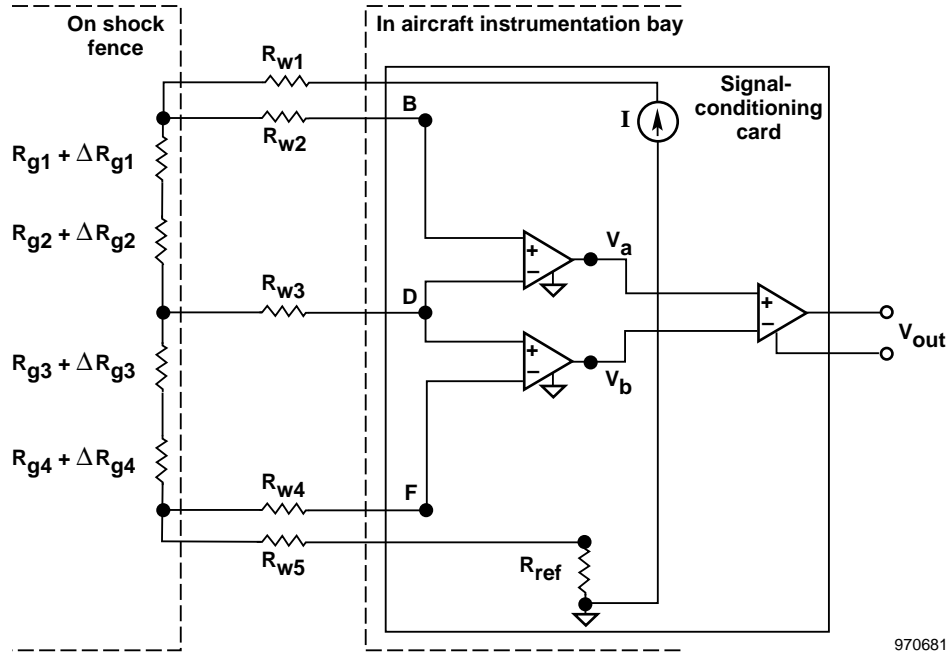 On shock
fence
In aircraft instrumentation bay
Rw1
Signal-
conditioning
card
B
I
Rw2
Rg1 + ΔRg1
Rg2 + ΔRg2
Va
+
−
Rw3
D
+
−
Vout
+
−
Vb
Rg3 + ΔRg3
Rg4 + ΔRg4
Rw4
F
Rw5
Rref
970681